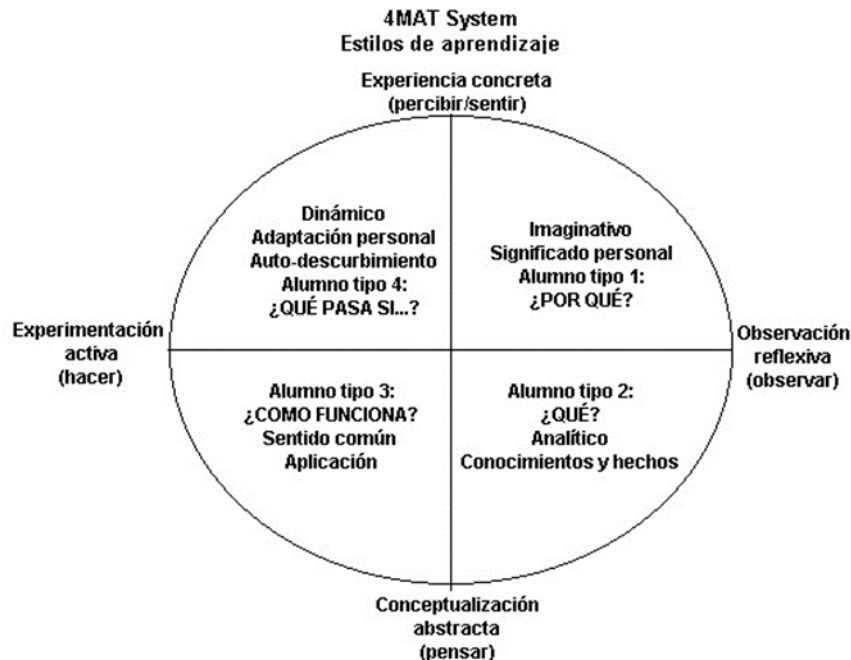 4MAT System
Estilos de aprendizaje
Experiencia concreta
(percibir/sentir)
Dinámico
Adaptación personal
Auto-descurbimiento
Alumno tipo 4:
¿QUÉ PASA SI...?
Imaginativo
Significado personal
Alumno tipo 1:
¿POR QUÉ?
Experimentación
activa
(hacer)
Observación
reflexiva
(observar)
Alumno tipo 3:
¿COMO FUNCIONA?
Sentido común
Aplicación
Alumno tipo 2:
¿QUÉ?
Analítico
Conocimientos y hechos
Conceptualización
abstracta
(pensar)